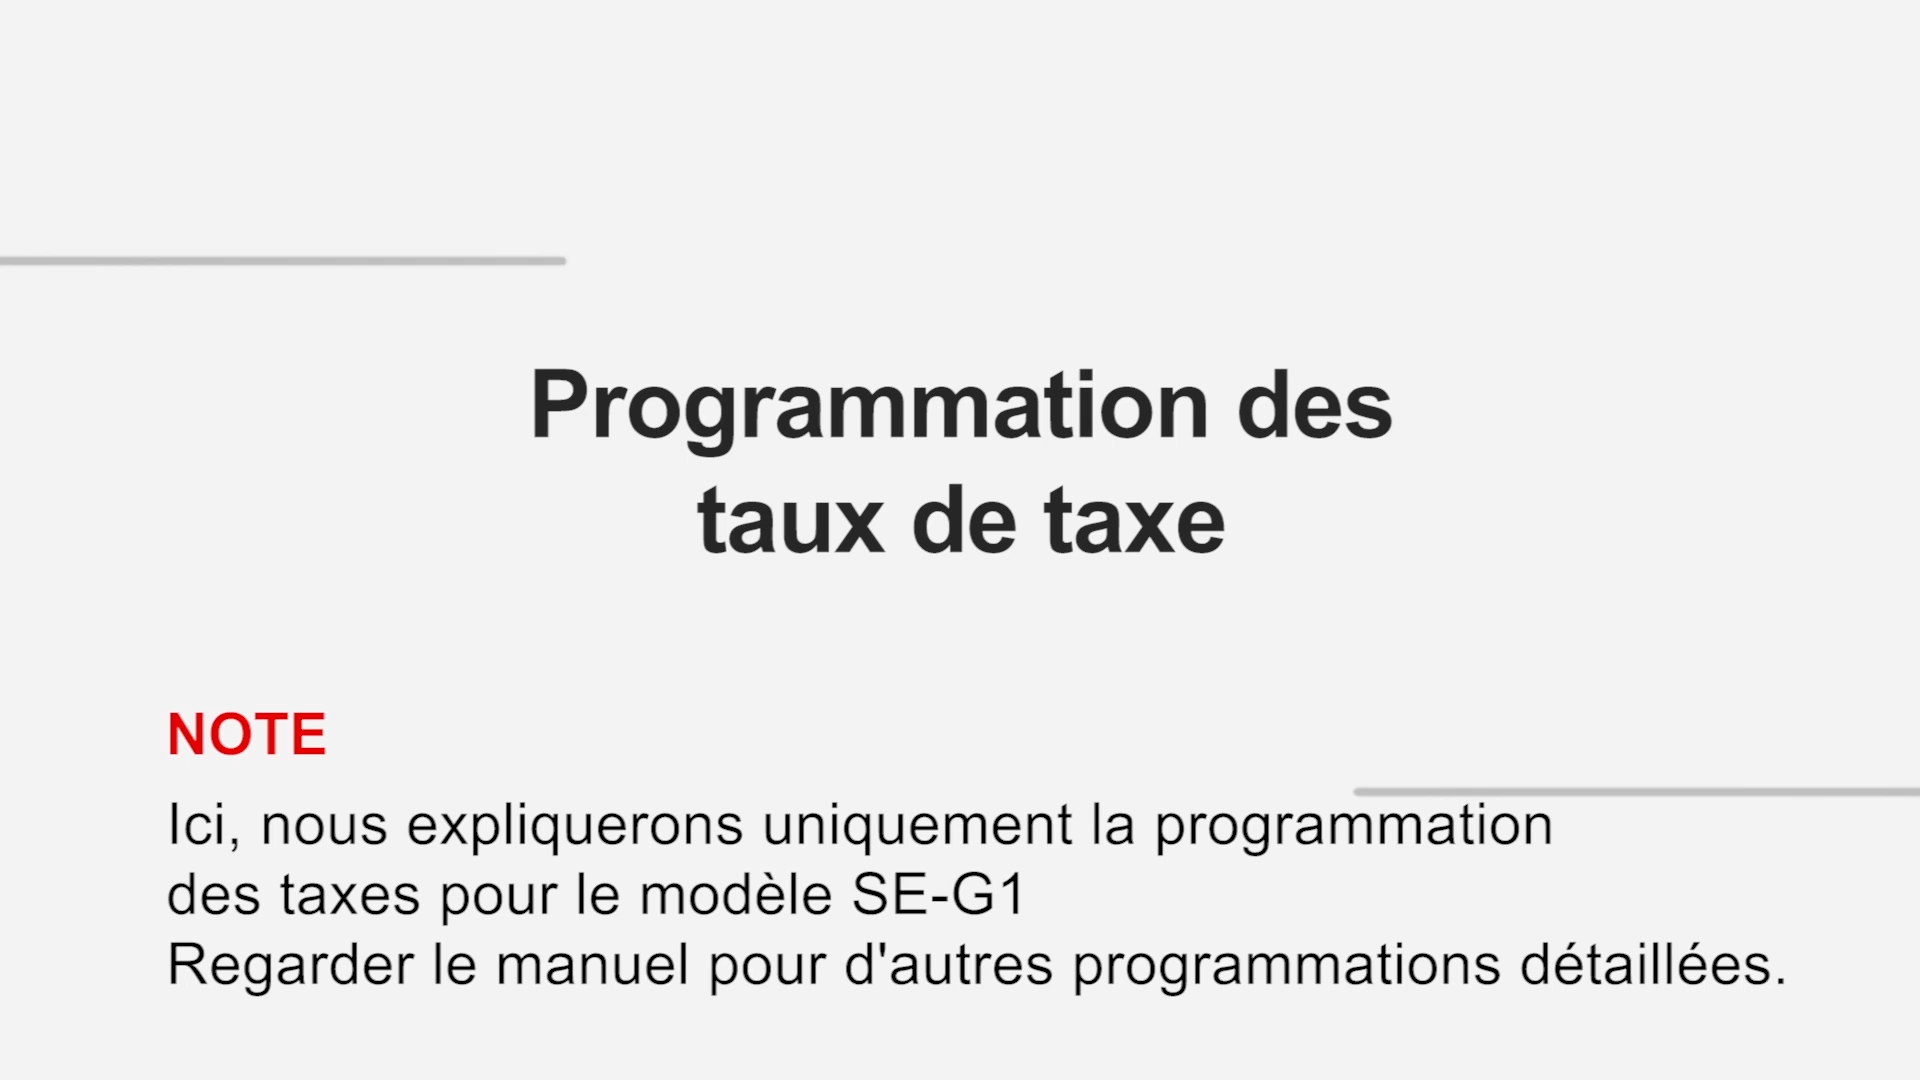 Programmation des
taux de taxe
NOTE
Ici, nous expliquerons uniquement la programmation
des taxes pour le modèle SE-G1
Regarder le manuel pour d'autres programmations détaillées.